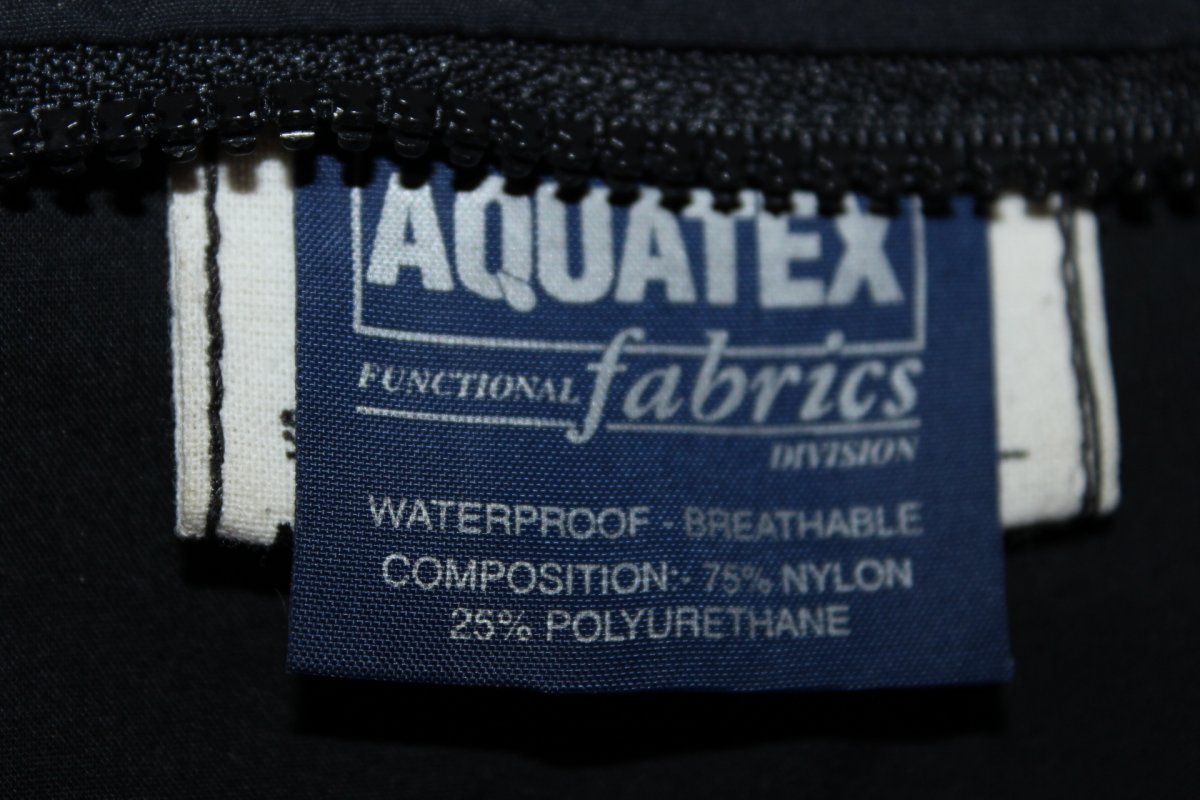 AQUATEX
FUNCTIONAL fabrics
DIVISION
WATERPROOF - BREATHABLE
COMPOSITION:- 75% NYLON
25% POLYURETHANE